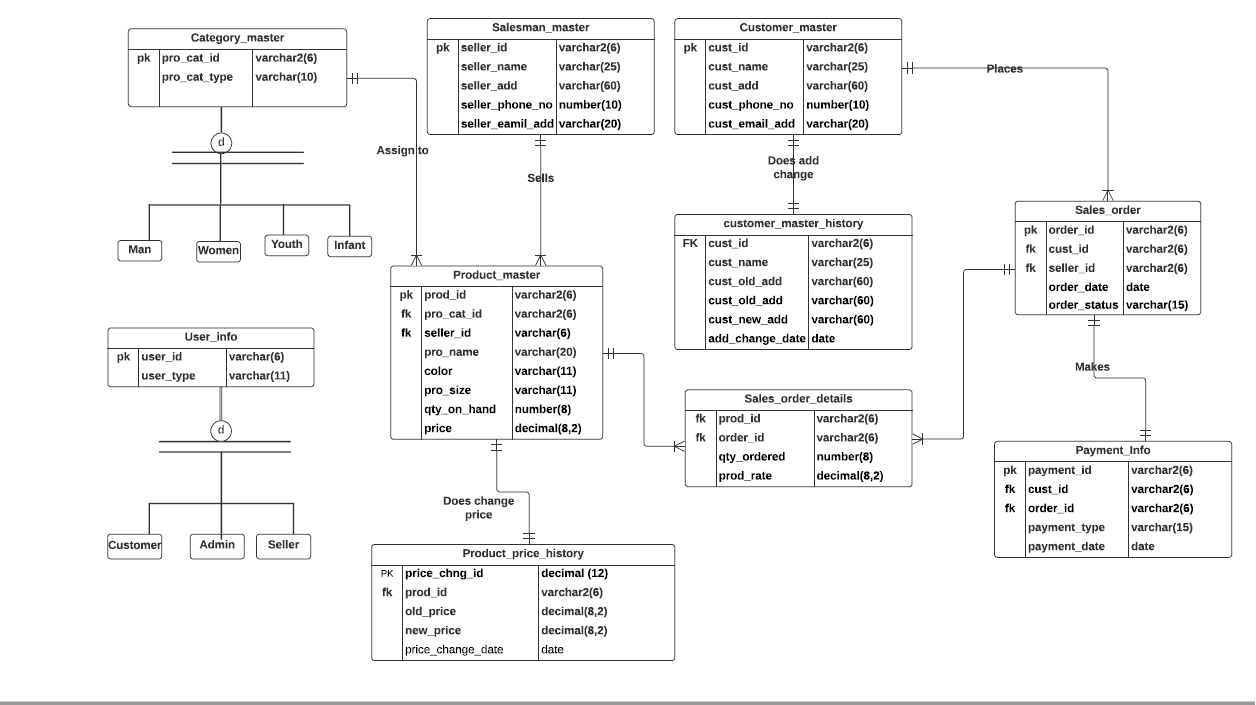 Category_master
pk pro_cat_id varchar2(6)
pro_cat_type varchar(10)
d
Man
Women
Youth
Infant
Salesman_master
pk seller_id varchar2(6)
seller_name varchar(25)
seller_add varchar(60)
seller_phone_no number(10)
seller_eamil_add varchar(20)
Customer_master
pk cust_id varchar2(6)
cust_name varchar(25)
cust_add varchar(60)
cust_phone_no number(10)
cust_email_add varchar(20)
Places
Assign to
Sells
Does add
change
customer_master_history
FK cust_id varchar2(6)
cust_name varchar(25)
cust_old_add varchar(60)
cust_old_add varchar(60)
cust_new_add varchar(60)
add_change_date date
Sales_order
pk order_id varchar2(6)
fk cust_id varchar2(6)
fk seller_id varchar2(6)
order_date date
order_status varchar(15)
Product_master
pk prod_id varchar2(6)
fk pro_cat_id varchar2(6)
fk seller_id varchar(6)
pro_name varchar(20)
color varchar(11)
pro_size varchar(11)
qty_on_hand number(8)
price decimal(8,2)
User_info
pk user_id varchar(6)
user_type varchar(11)
d
Customer
Admin
Seller
Makes
Sales_order_details
fk prod_id varchar2(6)
fk order_id varchar2(6)
qty_ordered number(8)
prod_rate decimal(8,2)
Payment_Info
pk payment_id varchar2(6)
fk cust_id varchar2(6)
fk order_id varchar2(6)
payment_type varchar(15)
payment_date date
Does change
price
Product_price_history
PK price_chng_id decimal (12)
fk prod_id varchar2(6)
old_price decimal(8,2)
new_price decimal(8,2)
price_change_date date